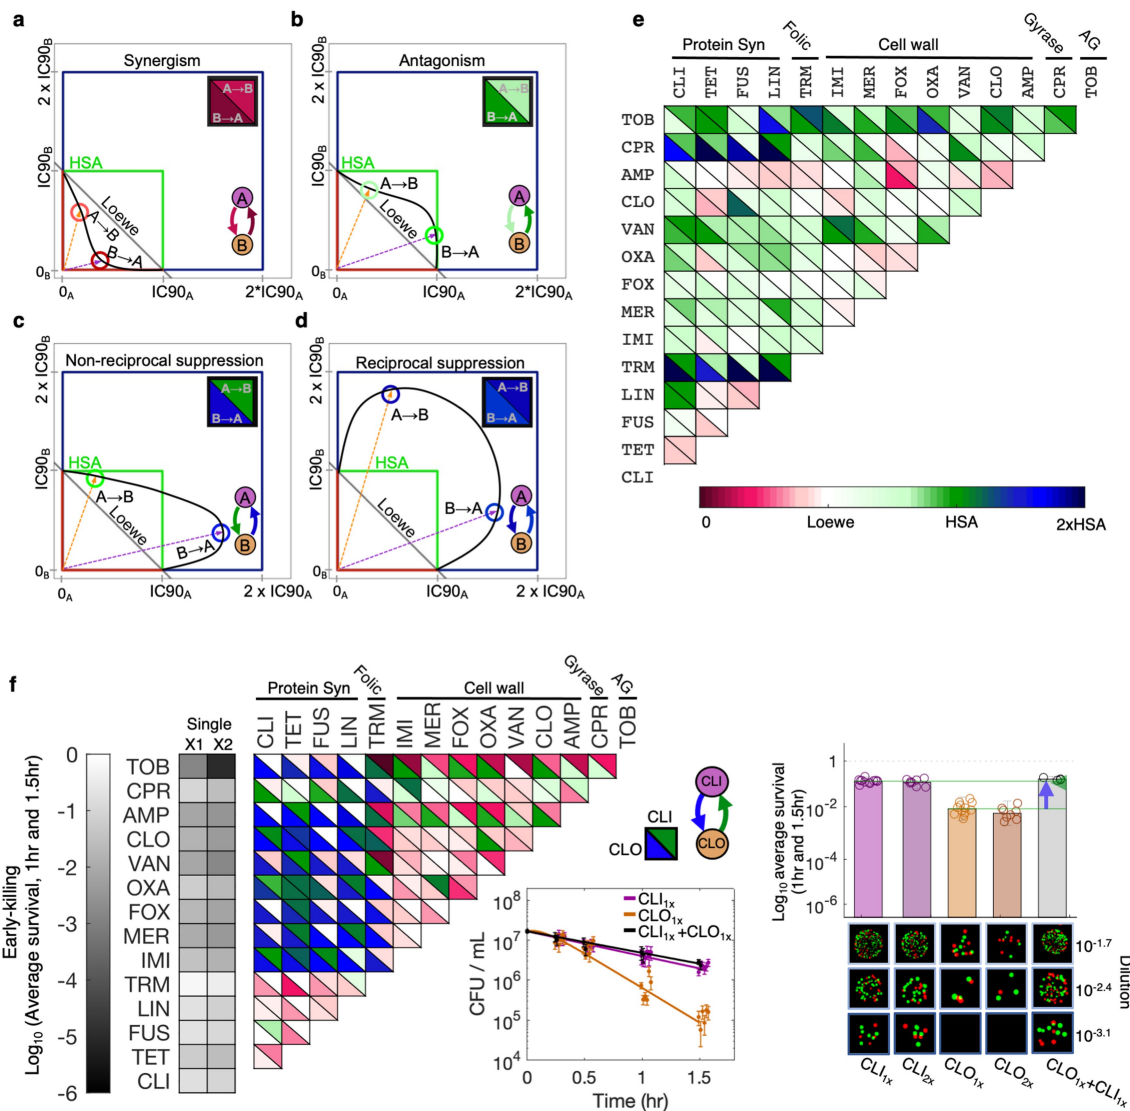 a
Synergism
2 x IC90B
IC90B
0B
HSA
Loewe
A→B
B→A
A→B
B→A
A
B
0A
IC90A
2*IC90A
b
Antagonism
2 x IC90B
IC90B
0B
HSA
Loewe
A→B
B→A
A→B
B→A
A
B
0A
IC90A
2*IC90A
c
Non-reciprocal suppression
2 x IC90B
IC90B
0B
HSA
Loewe
A→B
B→A
A→B
B→A
A
B
0A
IC90A
2 x IC90A
d
Reciprocal suppression
2 x IC90B
IC90B
0B
HSA
Loewe
A→B
B→A
A→B
B→A
A
B
0A
IC90A
2 x IC90A
e
Protein Syn Folic Cell wall Gyrase AG
CLI TET FUS LIN TRM IMI MER FOX OXA VAN CLO AMP CPR TOB
TOB
CPR
AMP
CLO
VAN
OXA
FOX
MER
IMI
TRM
LIN
FUS
TET
CLI
0 Loewe HSA 2xHSA
f
Protein Syn Folic Cell wall Gyrase AG
Single
X1 X2
CLI TET FUS LIN TRM IMI MER FOX OXA VAN CLO AMP CPR TOB
Early-killing
Log10 (Average survival, 1hr and 1.5hr)
0
-1
-2
-3
-4
-5
-6
TOB
CPR
AMP
CLO
VAN
OXA
FOX
MER
IMI
TRM
LIN
FUS
TET
CLI
CLI
CLO
CLI
CLO
CFU / mL
10^8
10^7
10^6
10^5
10^4
CLI1x
CLO1x
CLI1x+CLO1x
0 0.5 1 1.5
Time (hr)
Log10 average survival
(1hr and 1.5hr)
1
10^-2
10^-4
10^-6
10^-1.7
10^-2.4
10^-3.1
Dilution
CLI1x CLI2x CLO1x CLO2x CLO1x+CLI1x